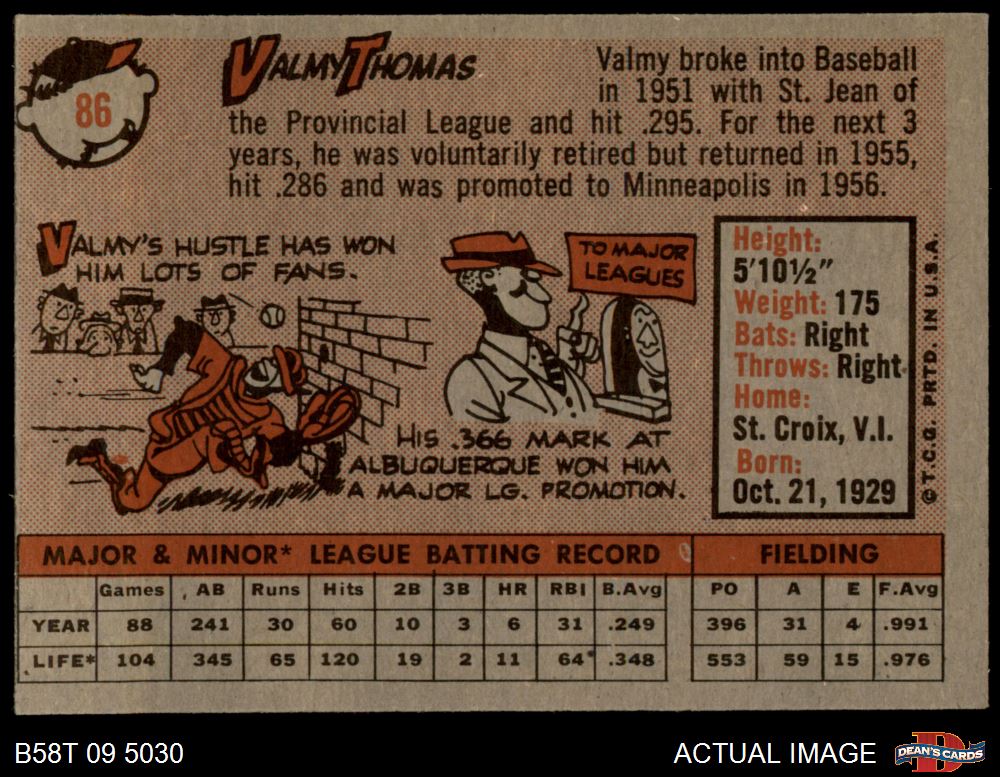 86
VALMY THOMAS
Valmy broke into Baseball
in 1951 with St. Jean of
the Provincial League and hit .295. For the next 3
years, he was voluntarily retired but returned in 1955,
hit .286 and was promoted to Minneapolis in 1956.
VALMY'S HUSTLE HAS WON
HIM LOTS OF FANS.
TO MAJOR
LEAGUES
HIS .366 MARK AT
ALBUQUERQUE WON HIM
A MAJOR LG. PROMOTION.
Height:
5'10½"
Weight: 175
Bats: Right
Throws: Right
Home:
St. Croix, V.I.
Born:
Oct. 21, 1929
© T.C.G. PRTD. IN U.S.A.
MAJOR & MINOR* LEAGUE BATTING RECORD FIELDING
Games AB Runs Hits 2B 3B HR RBI B.Avg PO A E F.Avg
YEAR 88 241 30 60 10 3 6 31 .249 396 31 4 .991
LIFE* 104 345 65 120 19 2 11 64* .348 553 59 15 .976
B58T 09 5030
ACTUAL IMAGE
D
DEAN'S CARDS